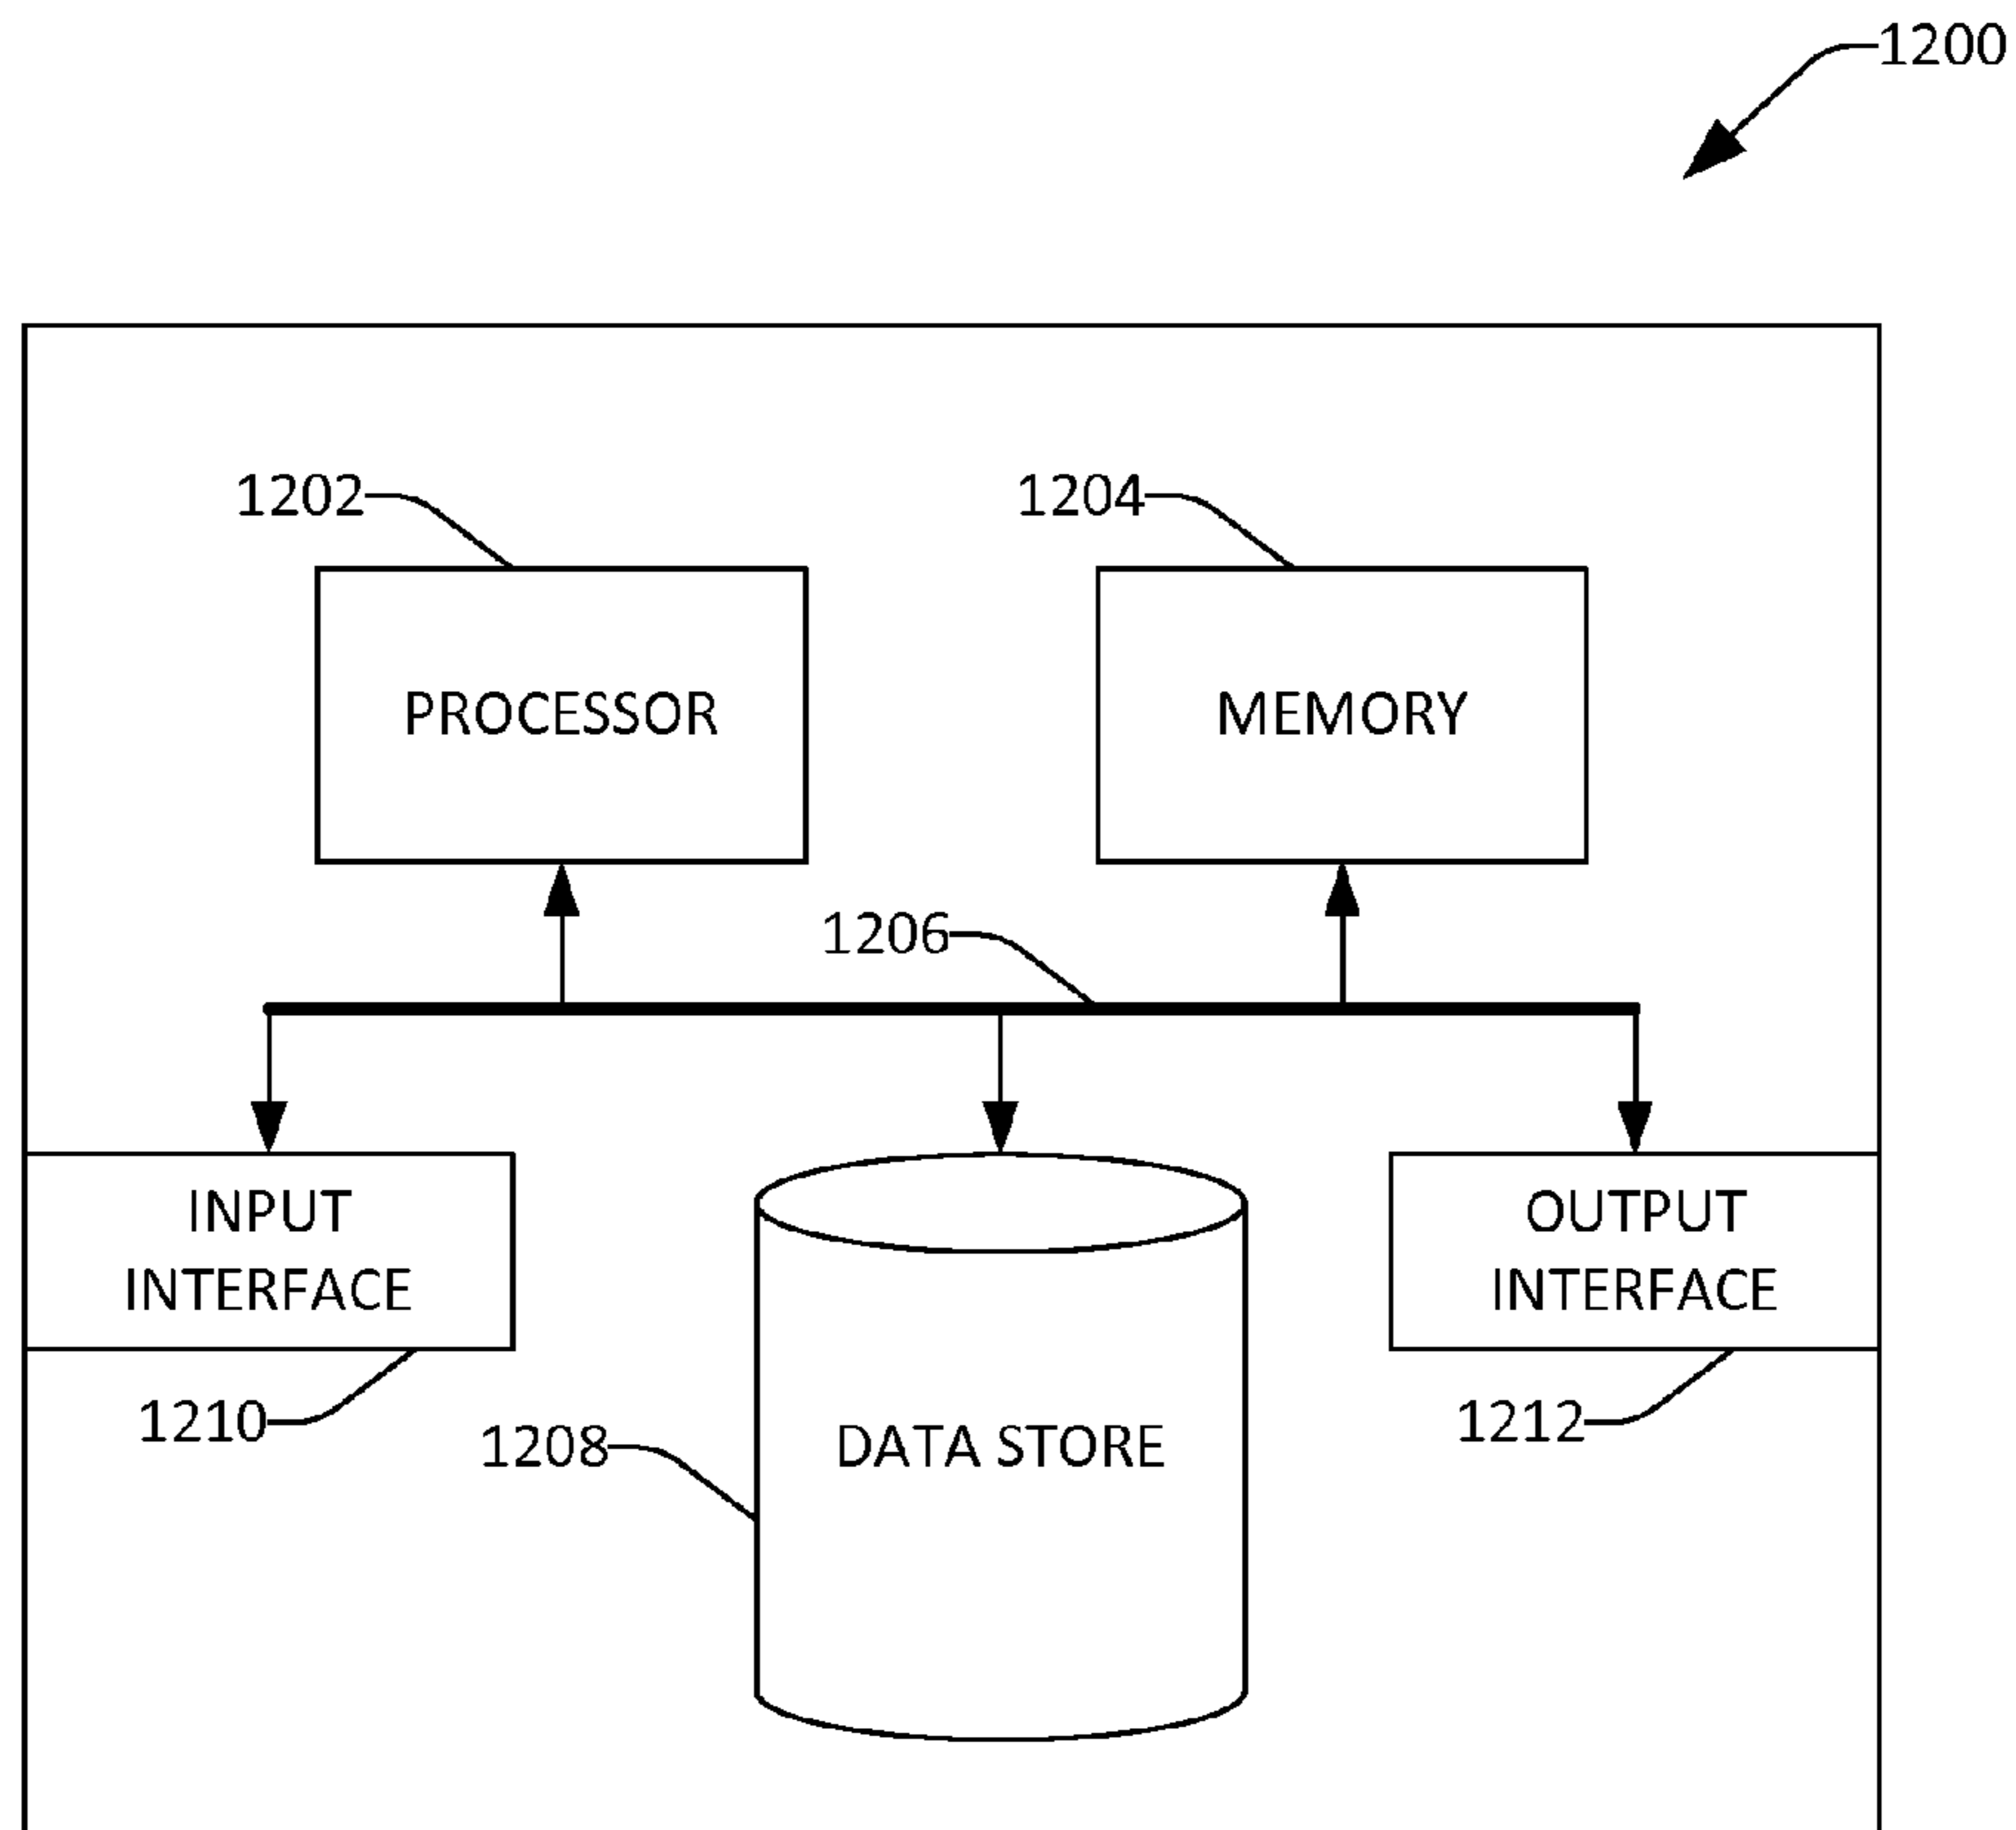 1200
1202
1204
PROCESSOR
MEMORY
1206
INPUT
INTERFACE
OUTPUT
INTERFACE
1210
1208
DATA STORE
1212